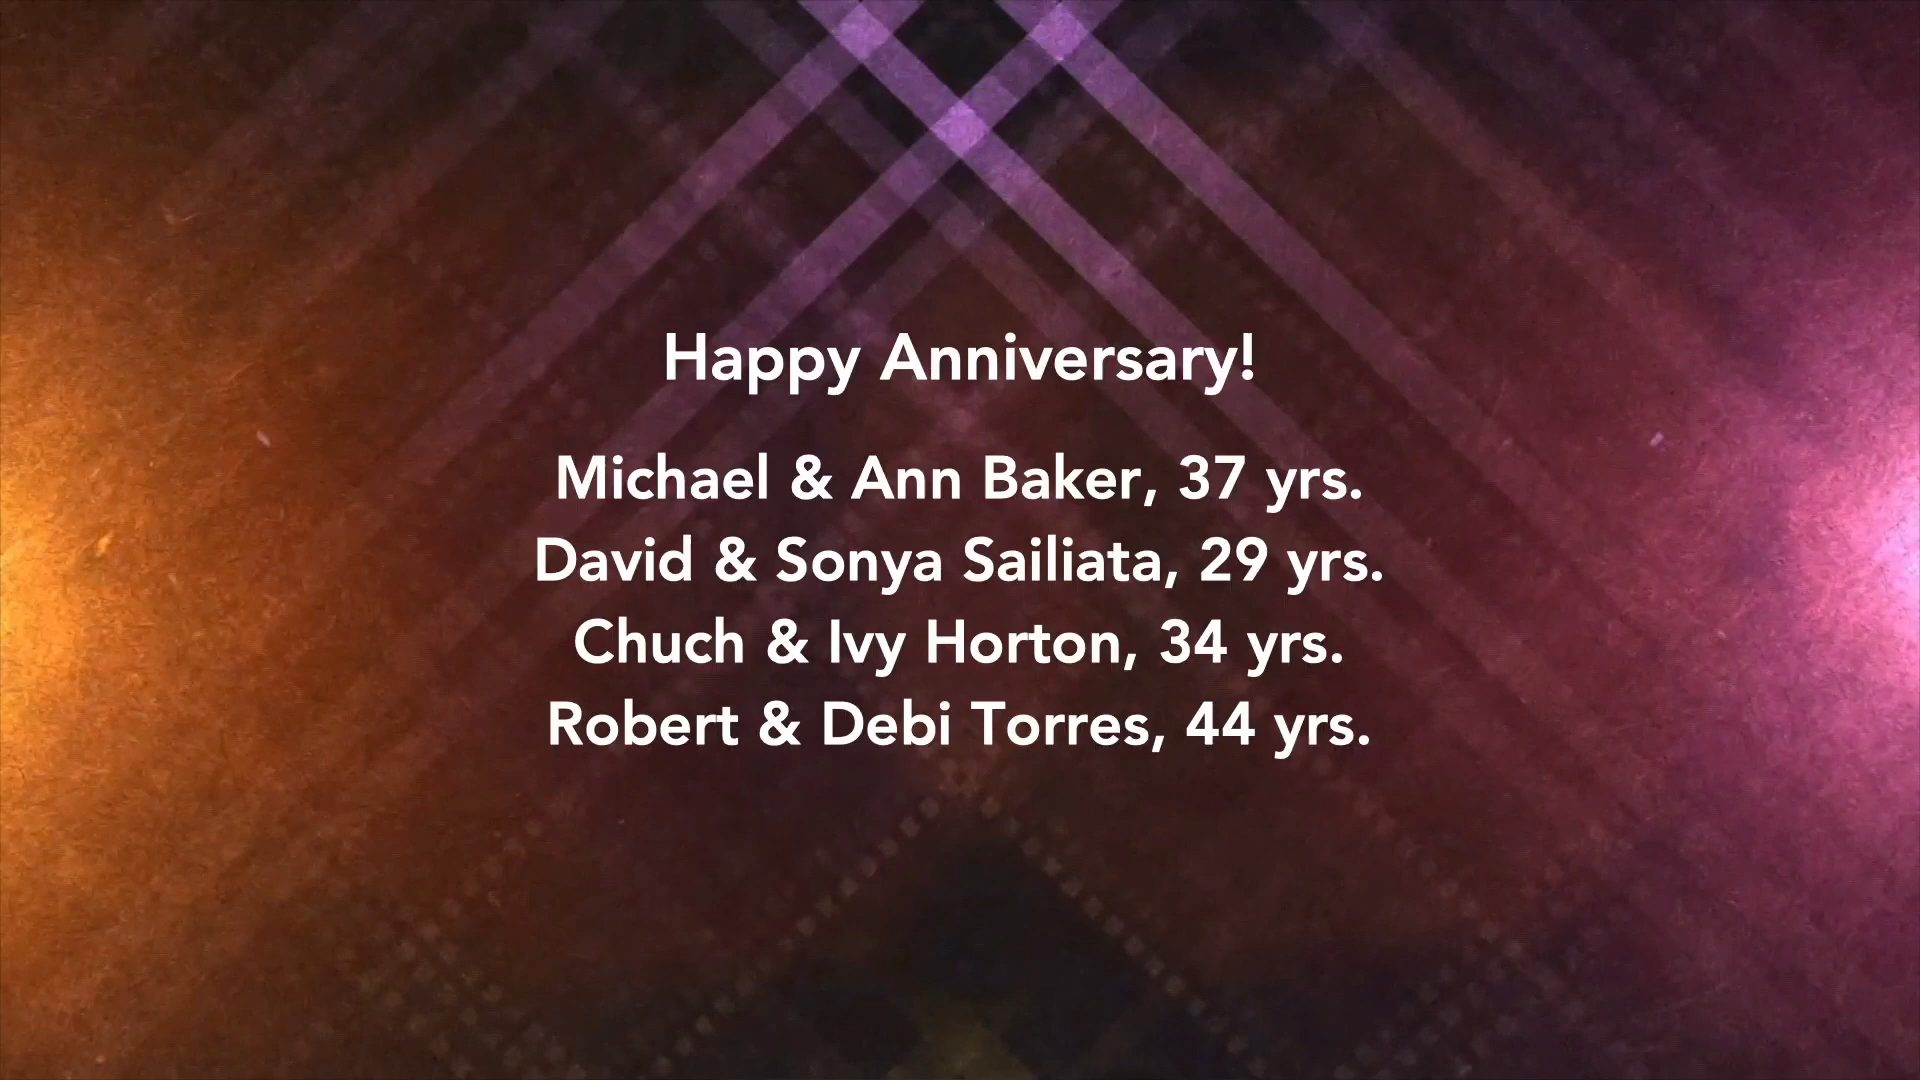 Happy Anniversary!
Michael & Ann Baker, 37 yrs.
David & Sonya Sailiata, 29 yrs.
Chuch & Ivy Horton, 34 yrs.
Robert & Debi Torres, 44 yrs.